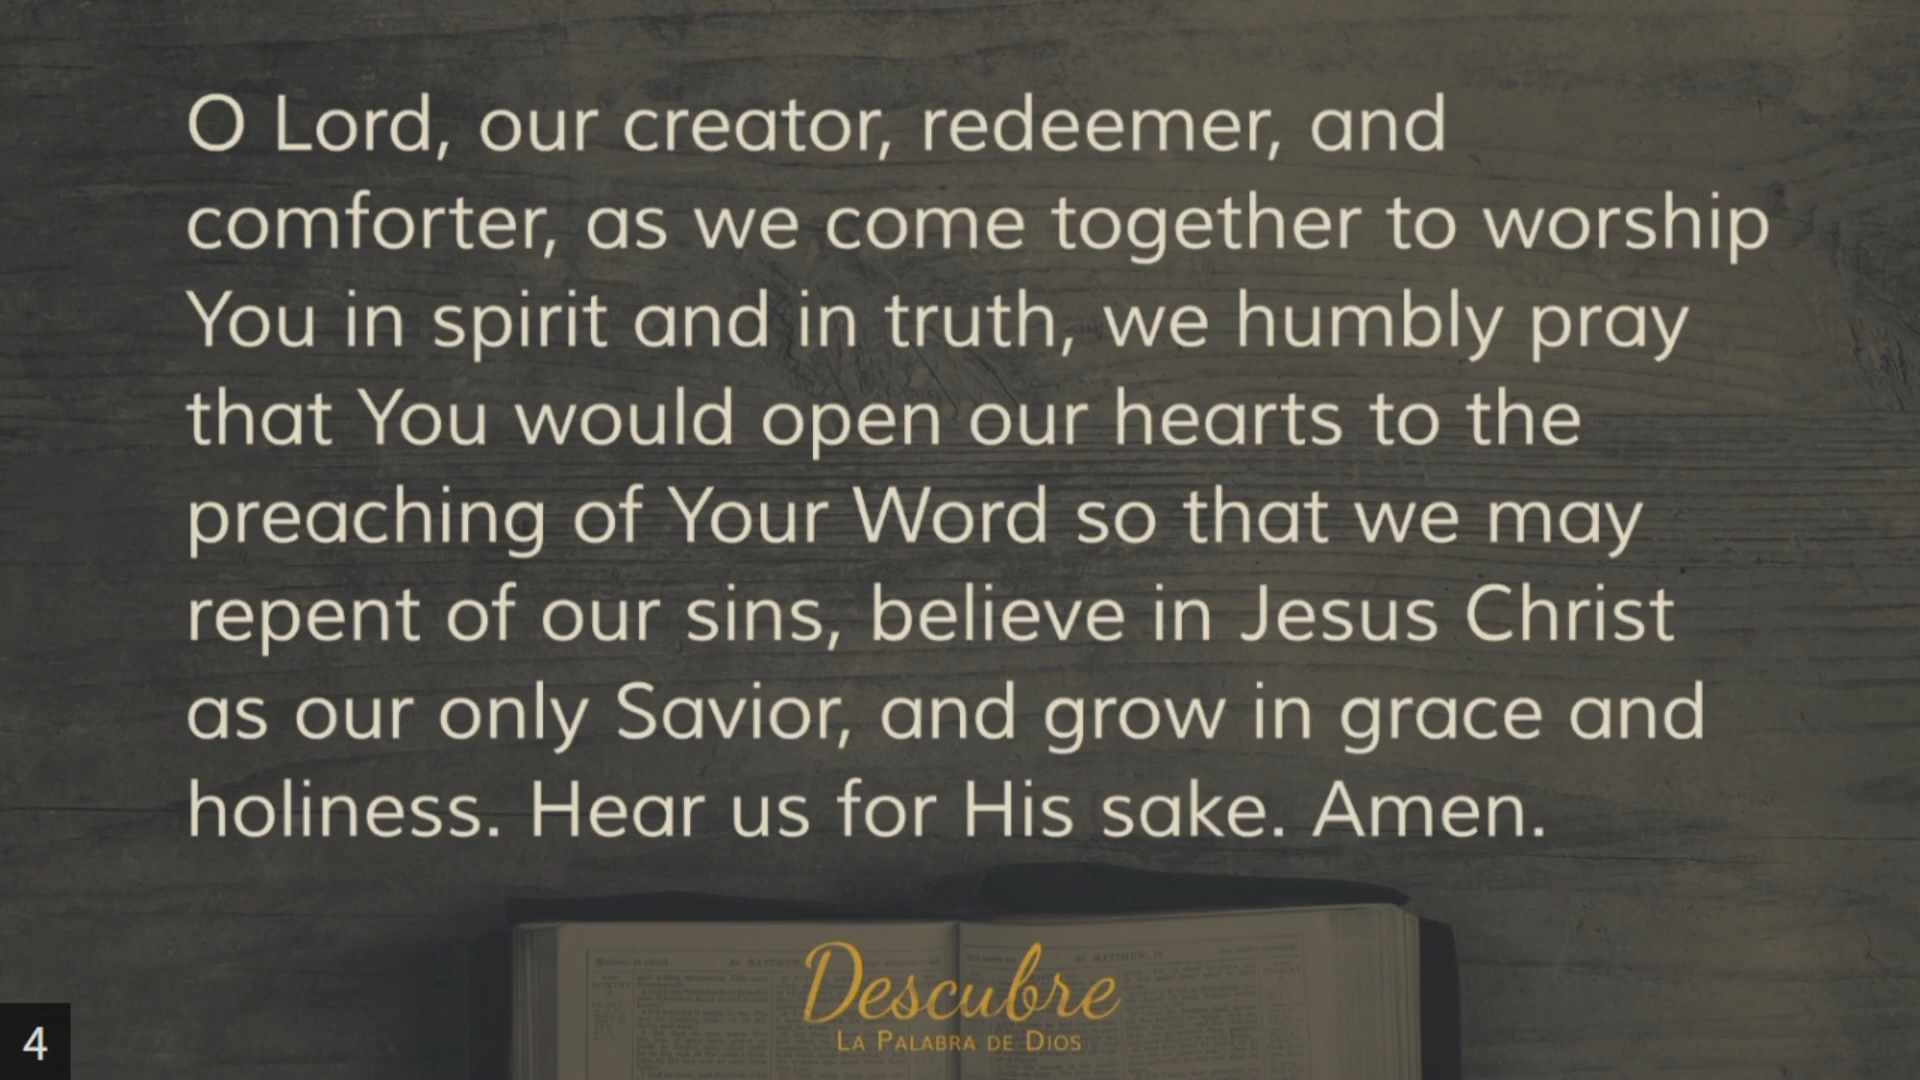 O Lord, our creator, redeemer, and
comforter, as we come together to worship
You in spirit and in truth, we humbly pray
that You would open our hearts to the
preaching of Your Word so that we may
repent of our sins, believe in Jesus Christ
as our only Savior, and grow in grace and
holiness. Hear us for His sake. Amen.
Descubre
LA PALABRA DE DIOS
4